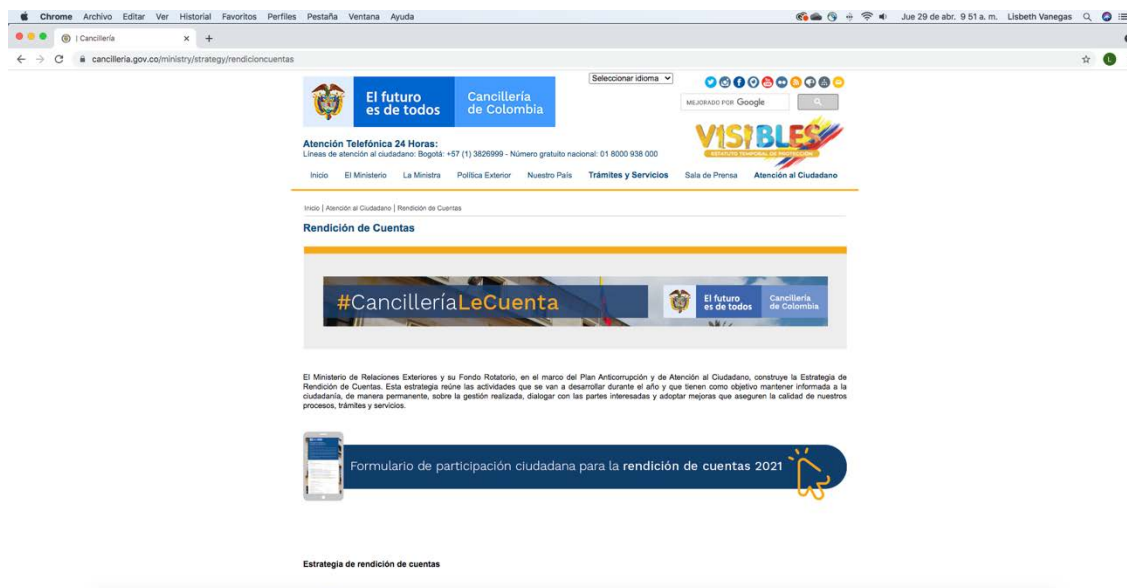 Chrome Archivo Editar Ver Historial Favoritos Perfiles Pestaña Ventana Ayuda
Jue 29 de abr. 9 51 a. m. Lisbeth Vanegas
| Cancillería
cancilleria.gov.co/ministry/strategy/rendicioncuentas
L
El futuro es de todos
Cancillería de Colombia
Seleccionar idioma
MEJORADO POR Google
VISIBLES
ESTATUTO TEMPORAL DE PROTECCIÓN
Atención Telefónica 24 Horas:
Líneas de atención al ciudadano: Bogotá: +57 (1) 3826999 - Número gratuito nacional: 01 8000 938 000
Inicio El Ministerio La Ministra Política Exterior Nuestro País Trámites y Servicios Sala de Prensa Atención al Ciudadano
Inicio | Atención al Ciudadano | Rendición de Cuentas
Rendición de Cuentas
#CancilleríaLeCuenta
El futuro es de todos
Cancillería de Colombia
El Ministerio de Relaciones Exteriores y su Fondo Rotatorio, en el marco del Plan Anticorrupción y de Atención al Ciudadano, construye la Estrategia de
Rendición de Cuentas. Esta estrategia reúne las actividades que se van a desarrollar durante el año y que tienen como objetivo mantener informada a la
ciudadanía, de manera permanente, sobre la gestión realizada, dialogar con las partes interesadas y adoptar mejoras que aseguren la calidad de nuestros
procesos, trámites y servicios.
Formulario de participación ciudadana para la rendición de cuentas 2021
Estrategia de rendición de cuentas